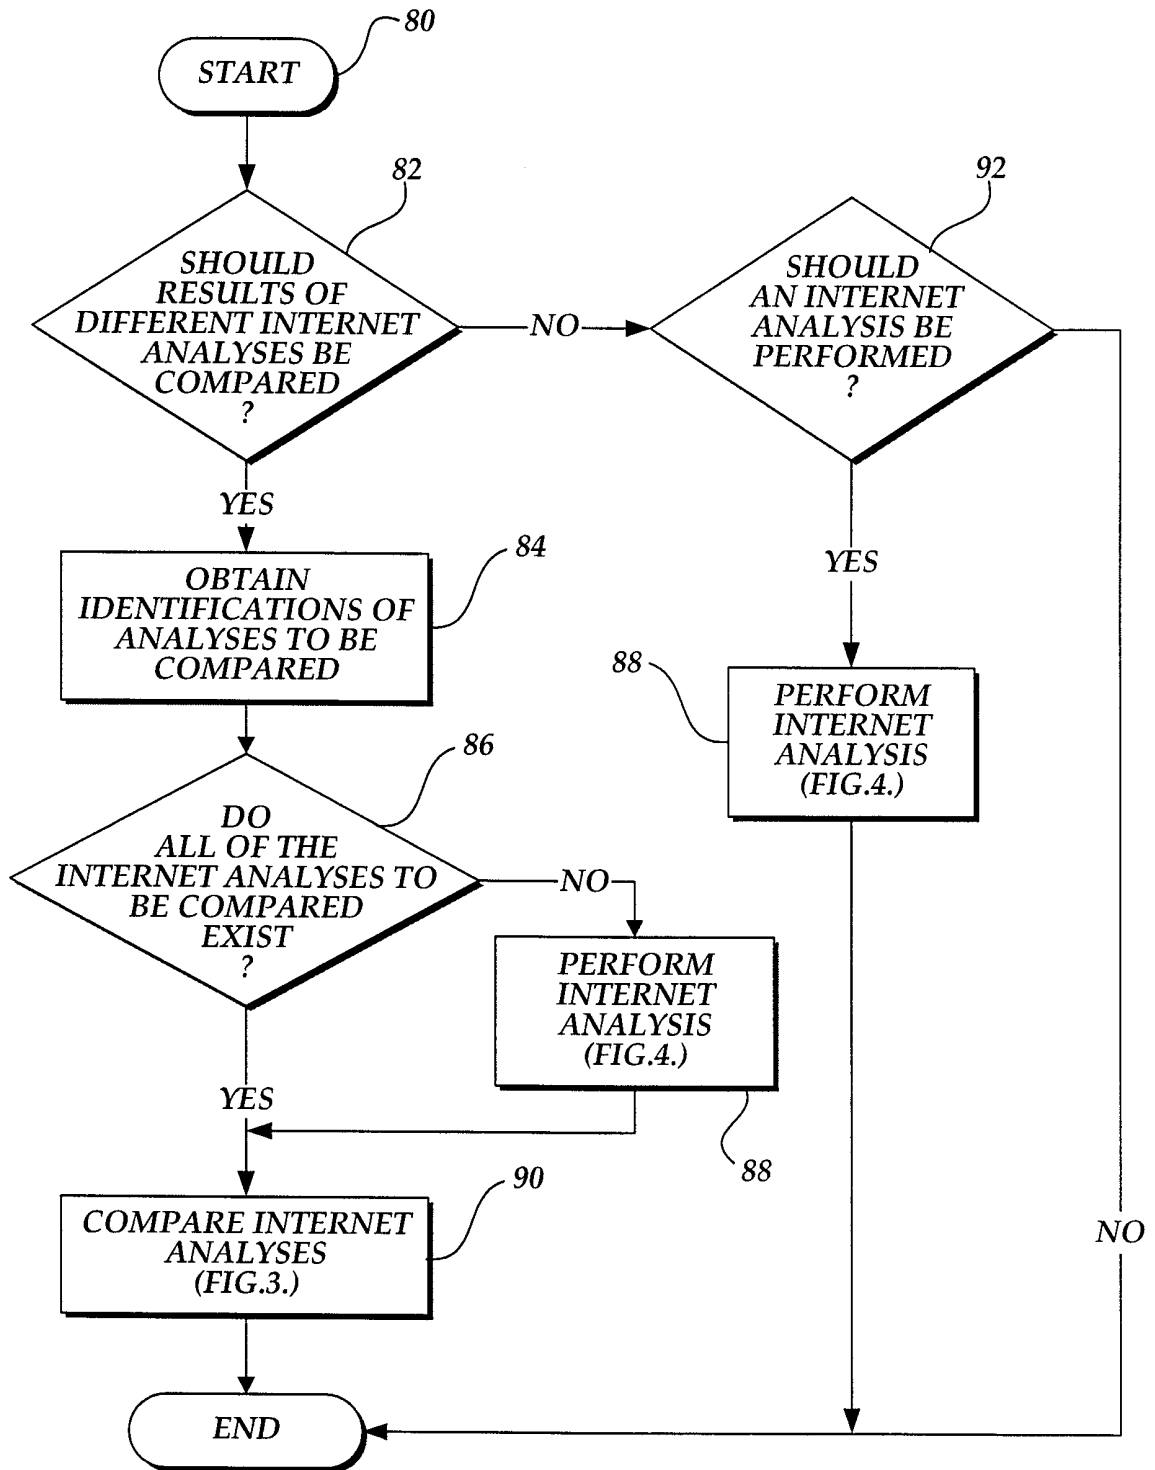 80
START
82
SHOULD
RESULTS OF
DIFFERENT INTERNET
ANALYSES BE
COMPARED
?
NO
92
SHOULD
AN INTERNET
ANALYSIS BE
PERFORMED
?
YES
84
OBTAIN
IDENTIFICATIONS OF
ANALYSES TO BE
COMPARED
YES
88
PERFORM
INTERNET
ANALYSIS
(FIG.4.)
86
DO
ALL OF THE
INTERNET ANALYSES TO
BE COMPARED
EXIST
?
NO
PERFORM
INTERNET
ANALYSIS
(FIG.4.)
88
YES
90
COMPARE INTERNET
ANALYSES
(FIG.3.)
NO
END